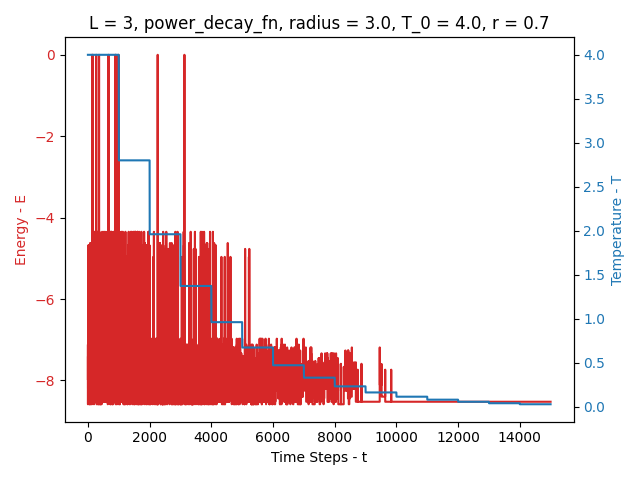 L = 3, power_decay_fn, radius = 3.0, T_0 = 4.0, r = 0.7
0
−2
−4
−6
−8
Energy - E
4.0
3.5
3.0
2.5
2.0
1.5
1.0
0.5
0.0
Temperature - T
0 2000 4000 6000 8000 10000 12000 14000
Time Steps - t